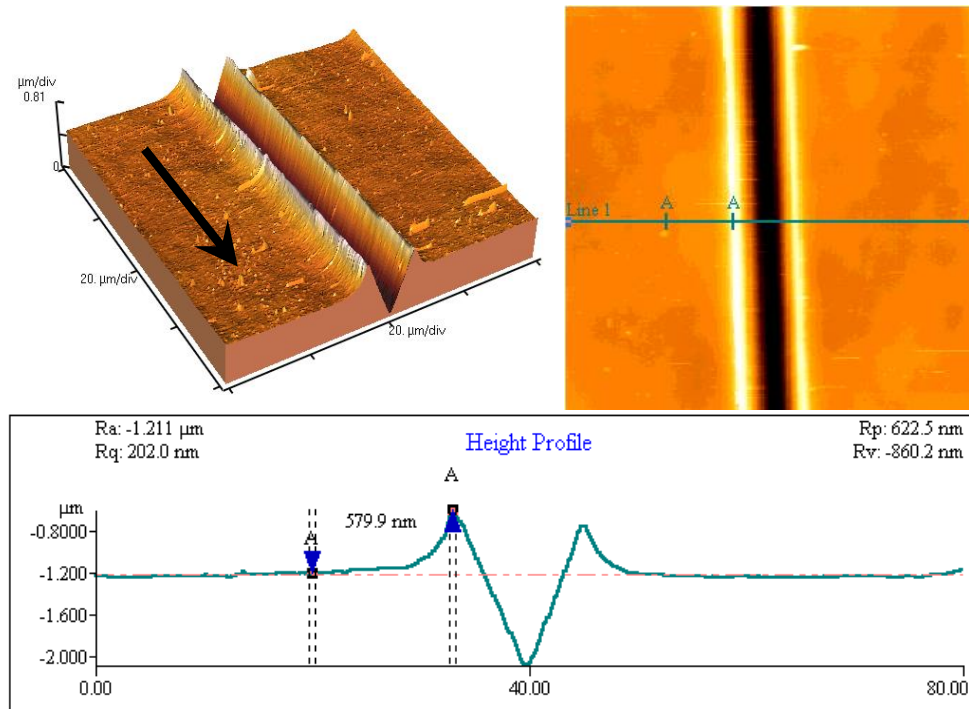 µm/div
0.81
0
20. µm/div
20. µm/div
Line 1
A
A
Ra: -1.211 µm
Rq: 202.0 nm
Height Profile
Rp: 622.5 nm
Rv: -860.2 nm
A
µm
579.9 nm
-0.8000
A
-1.200
-1.600
-2.000
0.00
40.00
80.00